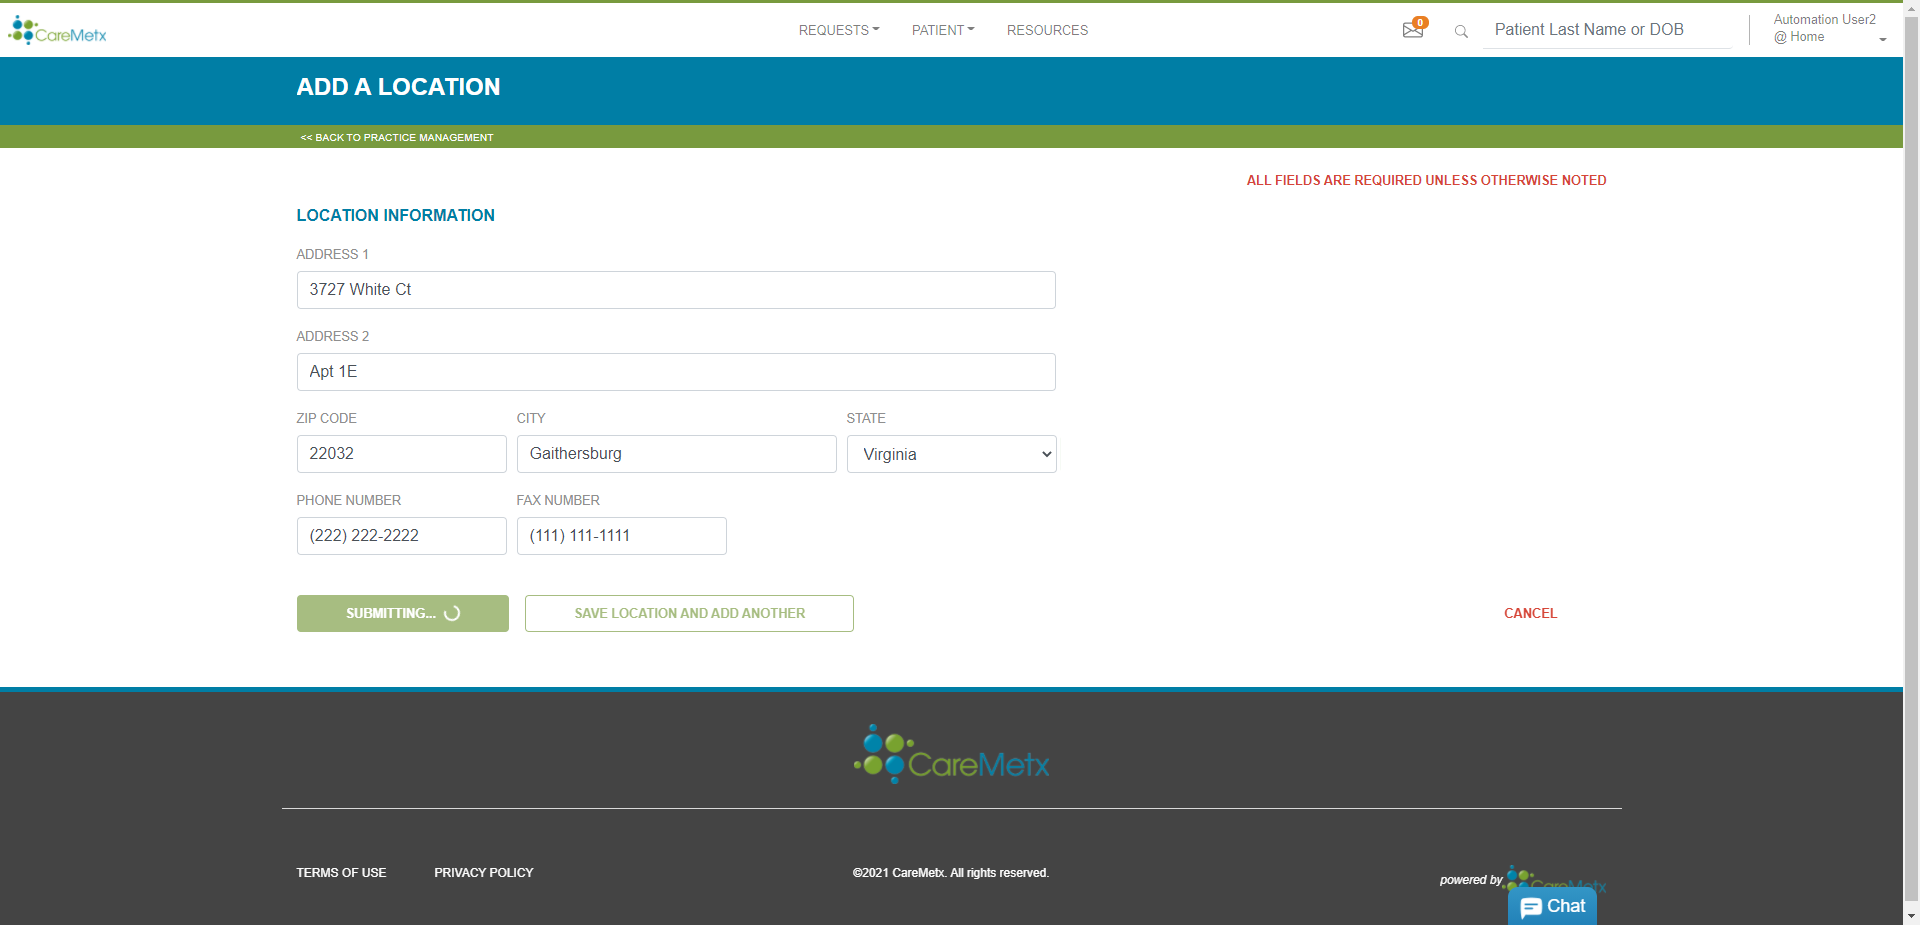 CareMetx
REQUESTS PATIENT RESOURCES
0
Patient Last Name or DOB
Automation User2
@ Home
ADD A LOCATION
<< BACK TO PRACTICE MANAGEMENT
ALL FIELDS ARE REQUIRED UNLESS OTHERWISE NOTED
LOCATION INFORMATION
ADDRESS 1
3727 White Ct
ADDRESS 2
Apt 1E
ZIP CODE CITY STATE
22032 Gaithersburg Virginia
PHONE NUMBER FAX NUMBER
(222) 222-2222 (111) 111-1111
SUBMITTING... SAVE LOCATION AND ADD ANOTHER CANCEL
CareMetx
TERMS OF USE PRIVACY POLICY ©2021 CareMetx. All rights reserved.
powered by CareMetx
Chat